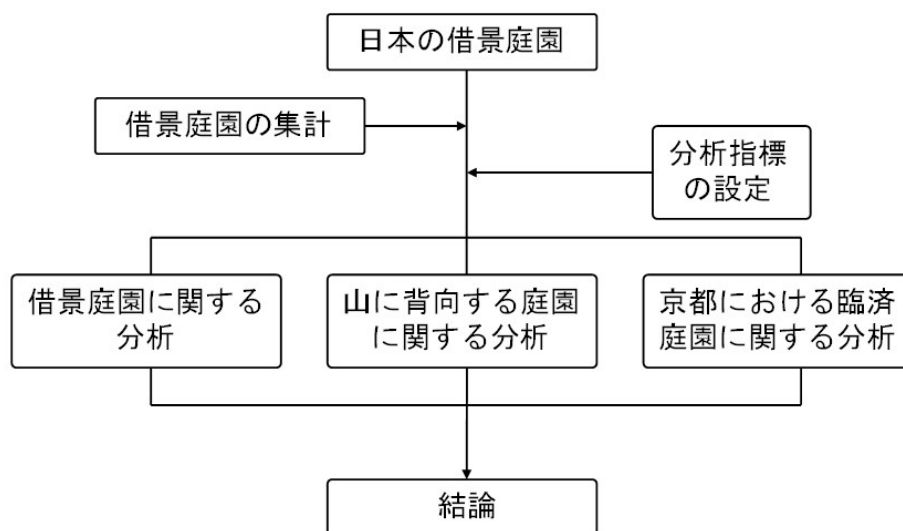 日本の借景庭園
借景庭園の集計
分析指標
の設定
借景庭園に関する
分析
山に背向する庭園
に関する分析
京都における臨済
庭園に関する分析
結論